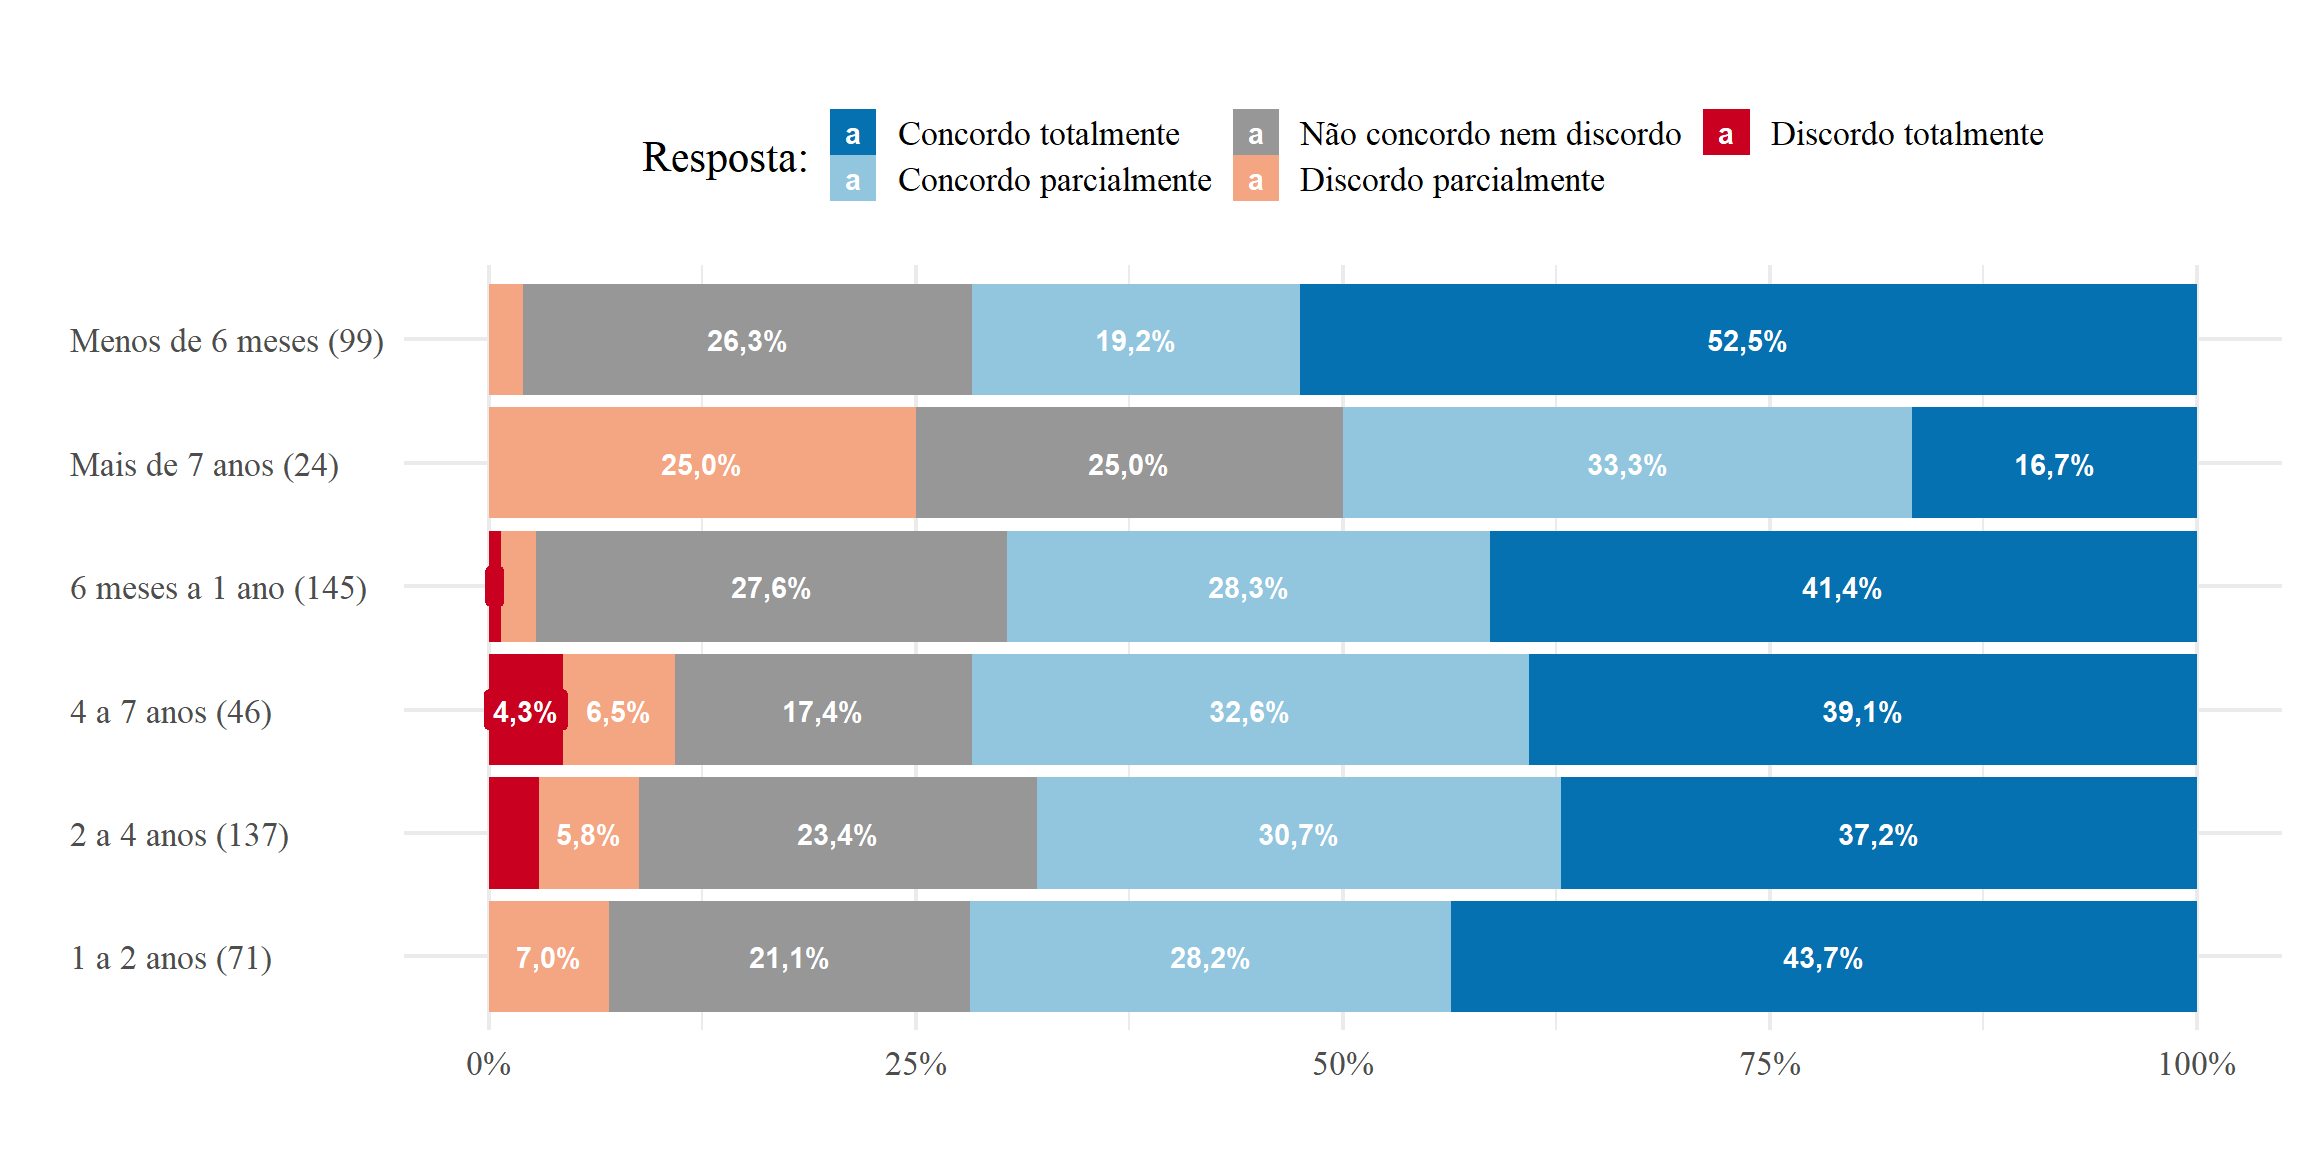 Resposta:
a Concordo totalmente a Não concordo nem discordo a Discordo totalmente
a Concordo parcialmente a Discordo parcialmente
Menos de 6 meses (99) 26,3% 19,2% 52,5%
Mais de 7 anos (24) 25,0% 25,0% 33,3% 16,7%
6 meses a 1 ano (145) 27,6% 28,3% 41,4%
4 a 7 anos (46) 4,3% 6,5% 17,4% 32,6% 39,1%
2 a 4 anos (137) 5,8% 23,4% 30,7% 37,2%
1 a 2 anos (71) 7,0% 21,1% 28,2% 43,7%
0% 25% 50% 75% 100%